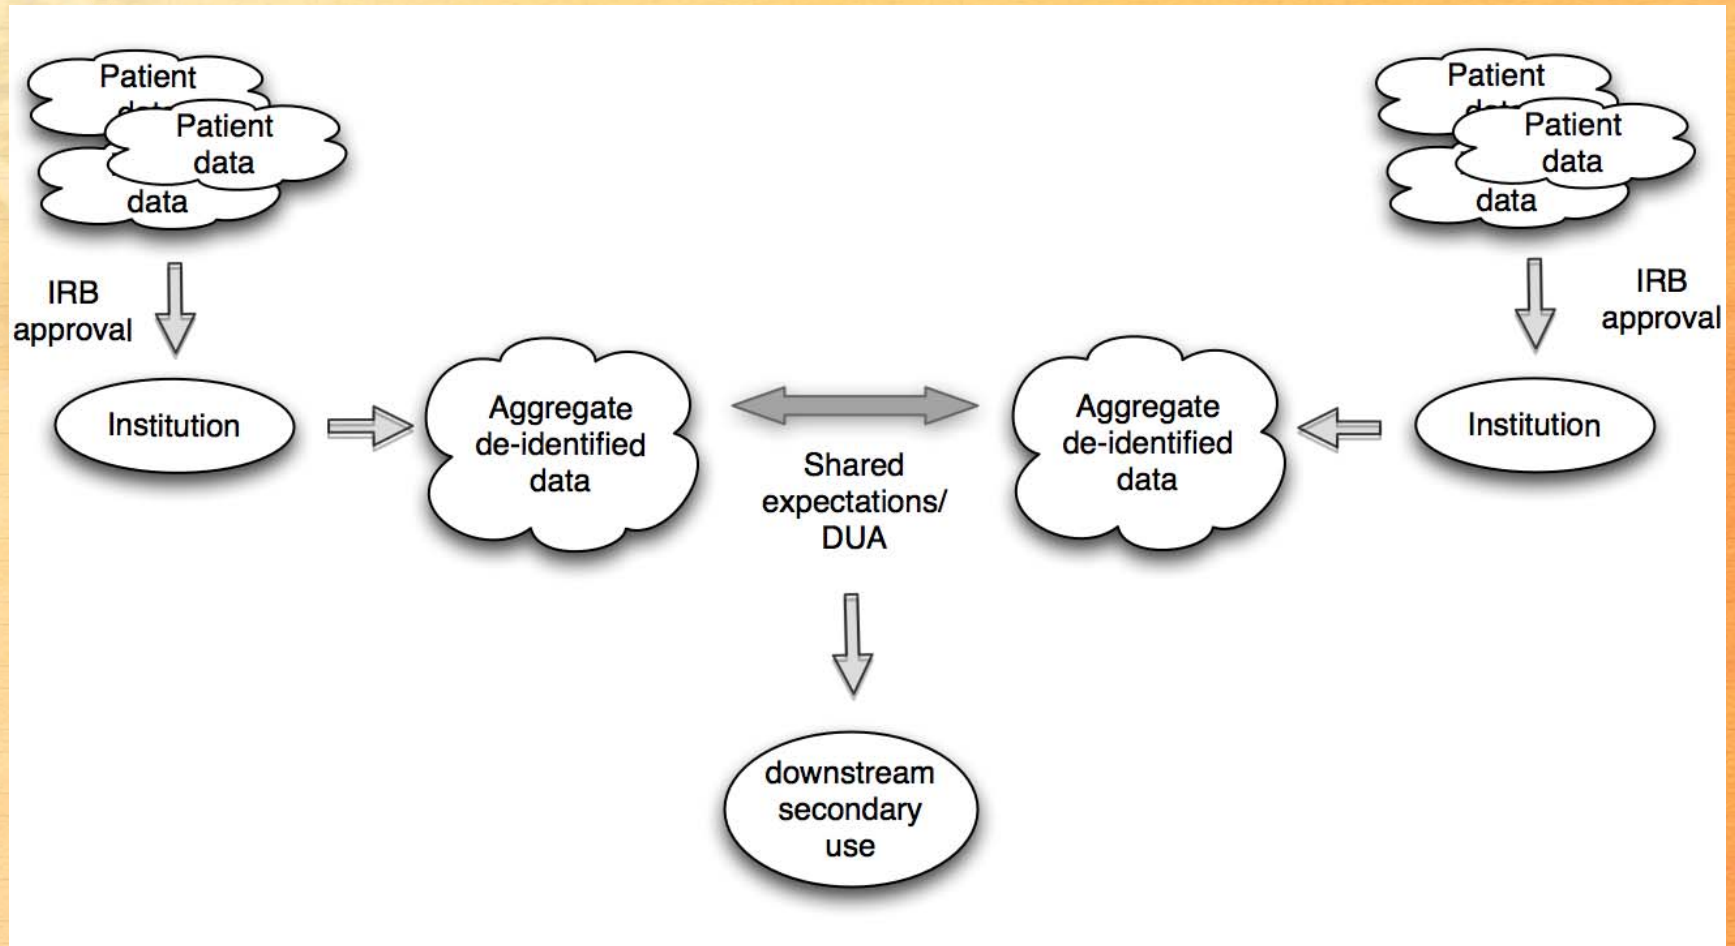 Patient
Patient
data
data
IRB
approval
Institution
Aggregate
de-identified
data
Shared
expectations/
DUA
Aggregate
de-identified
data
Patient
Patient
data
data
IRB
approval
Institution
downstream
secondary
use